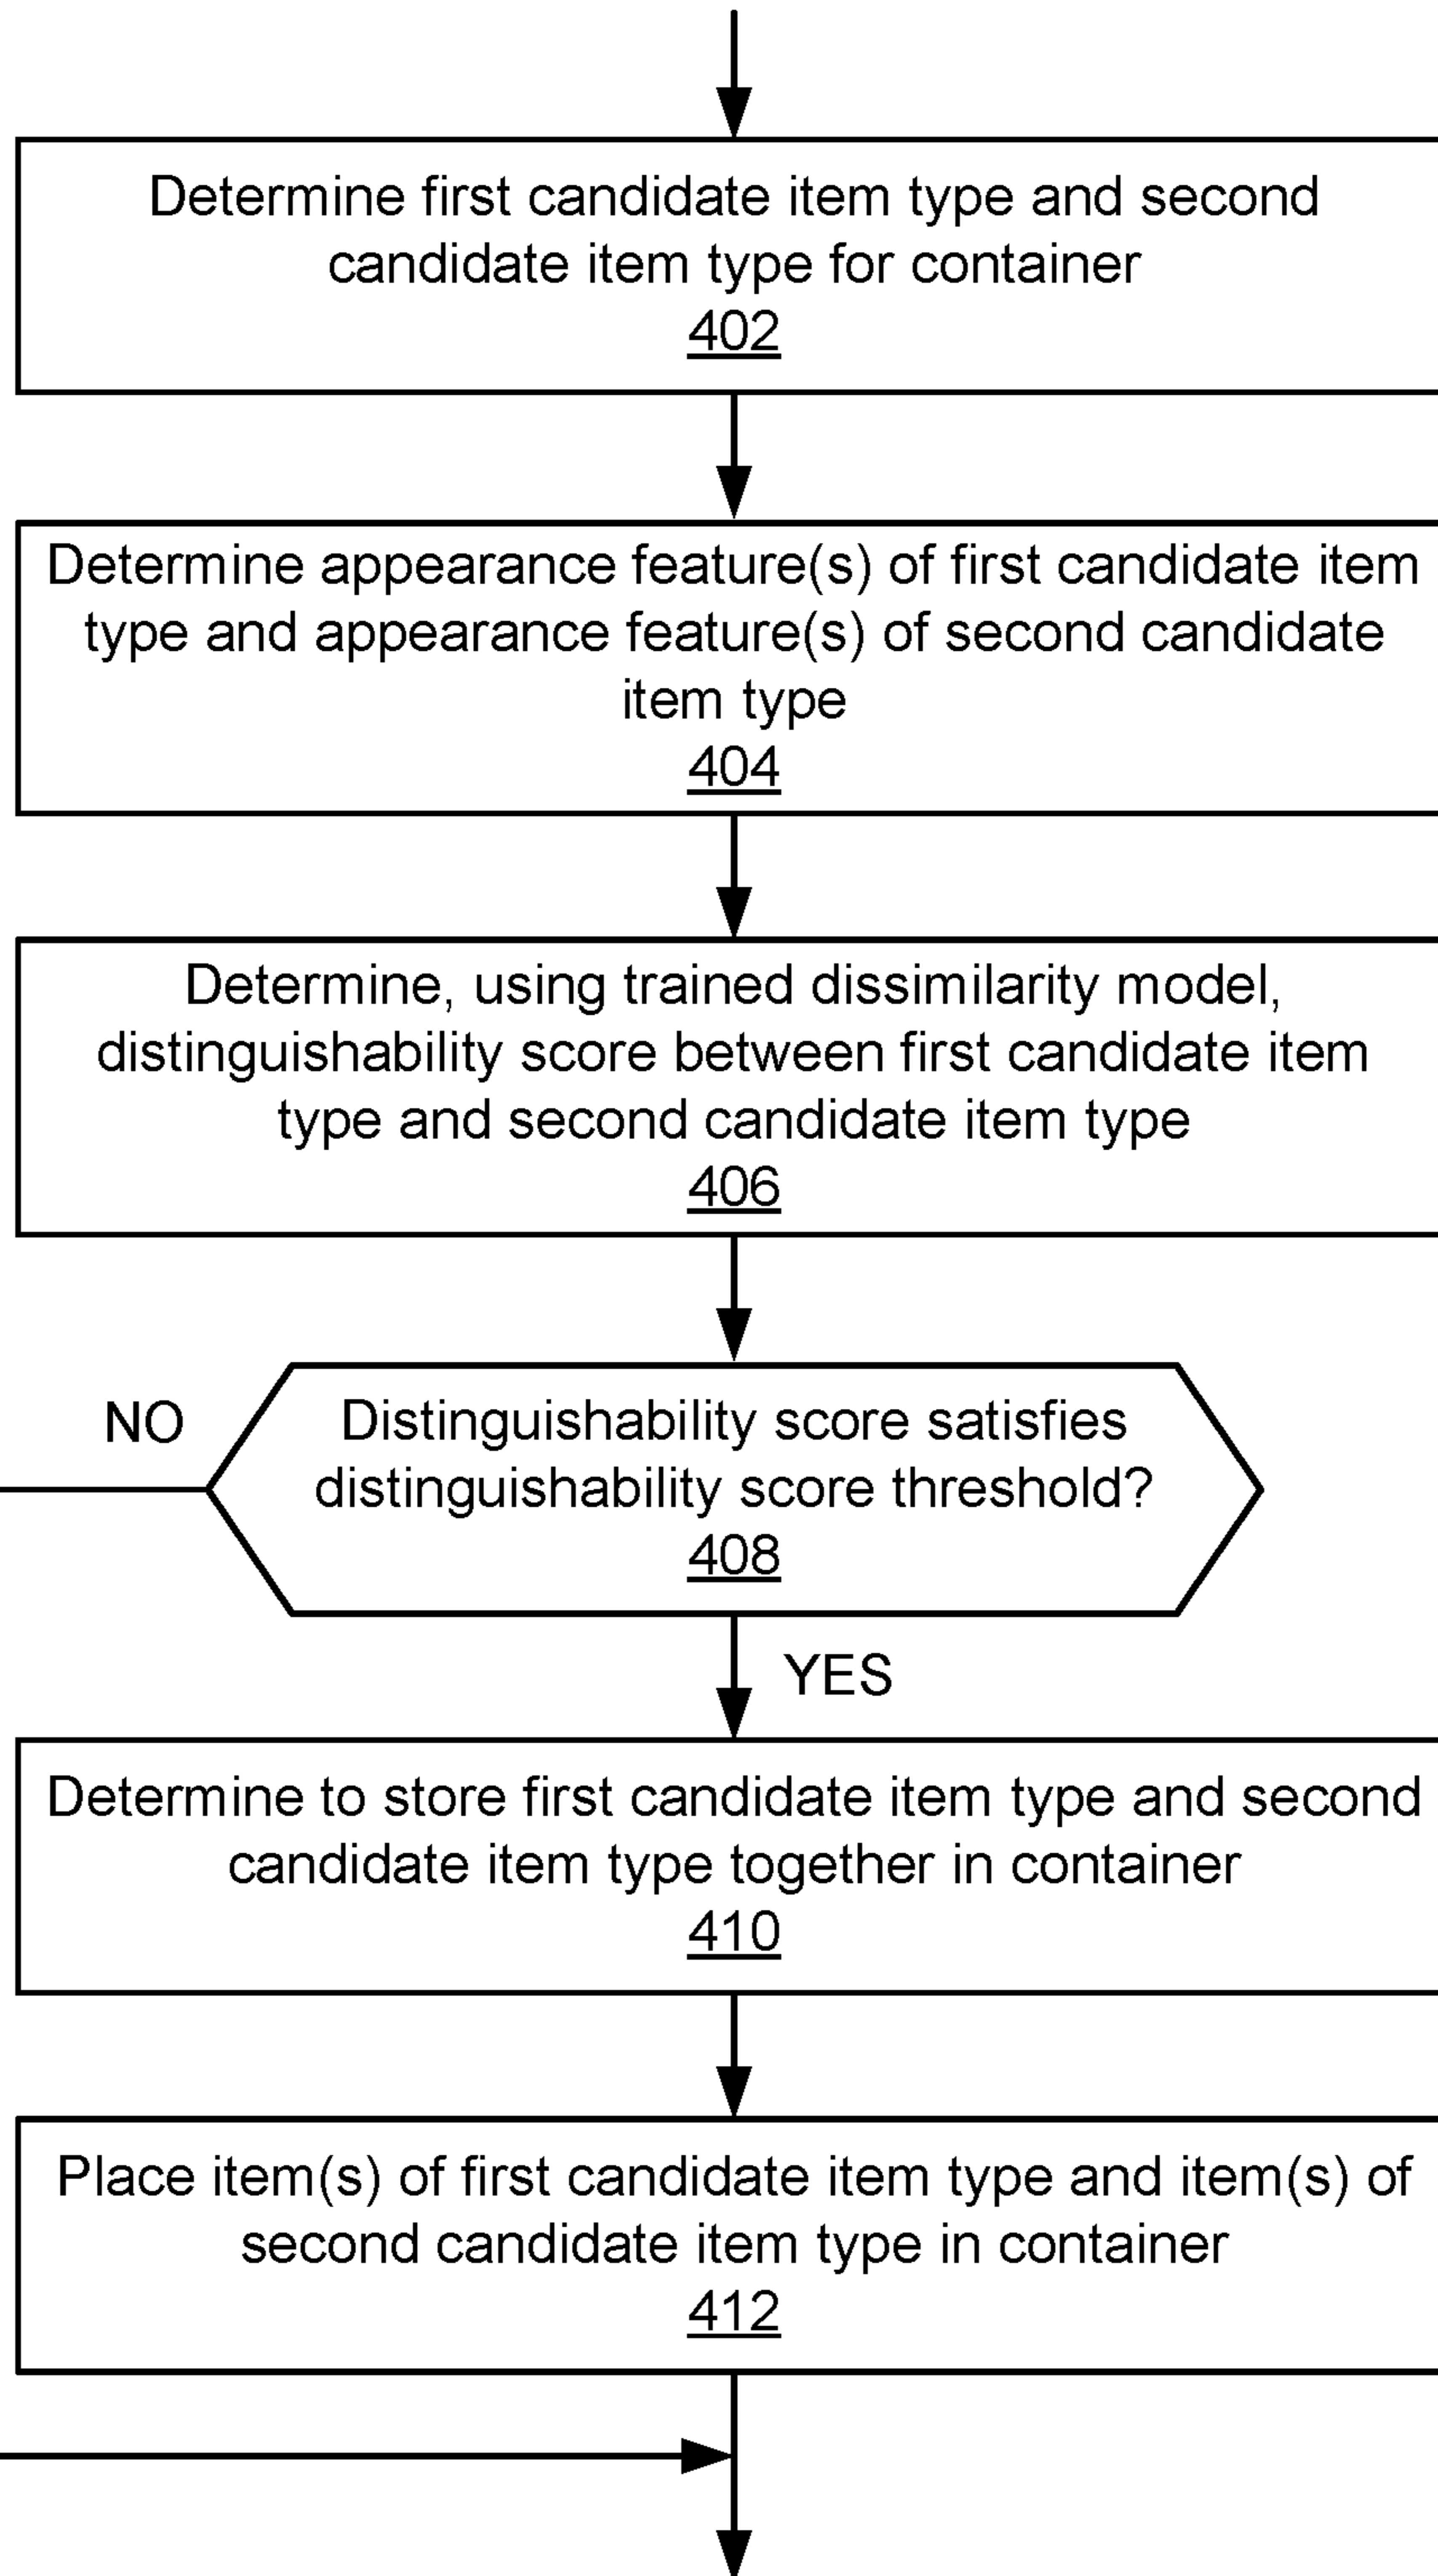 Determine first candidate item type and second
candidate item type for container
402
Determine appearance feature(s) of first candidate item
type and appearance feature(s) of second candidate
item type
404
Determine, using trained dissimilarity model,
distinguishability score between first candidate item
type and second candidate item type
406
NO
Distinguishability score satisfies
distinguishability score threshold?
408
YES
Determine to store first candidate item type and second
candidate item type together in container
410
Place item(s) of first candidate item type and item(s) of
second candidate item type in container
412